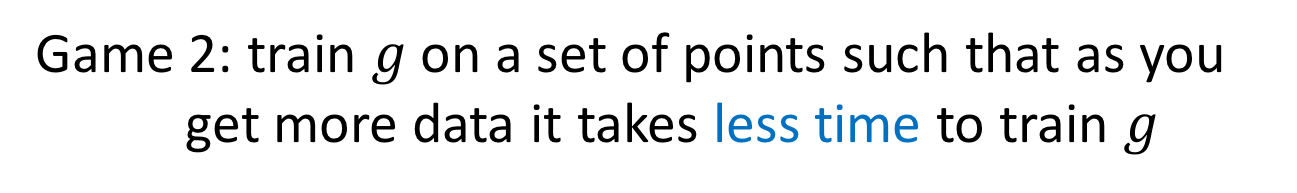 Game 2: train g on a set of points such that as you
get more data it takes less time to train g